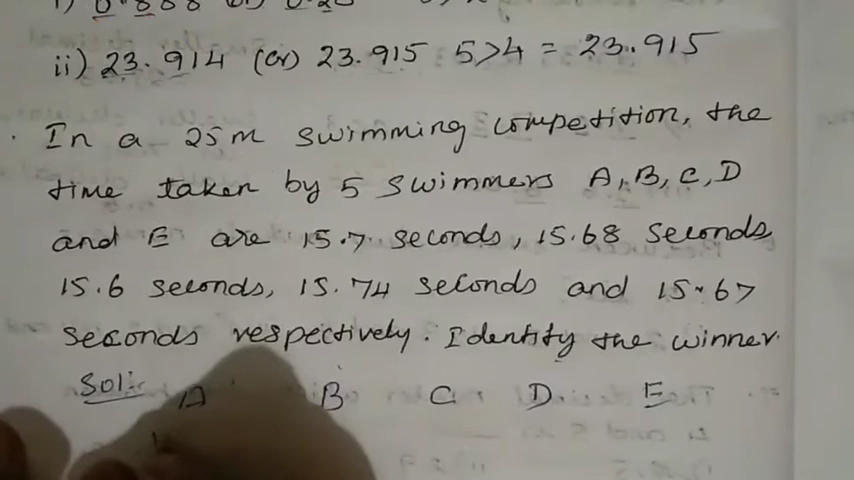 ii) 23.914 (or) 23.915 5>4 = 23.915
In a 25m swimming competition, the
time taken by 5 swimmers A, B, C, D
and E are 15.7 seconds, 15.68 seconds
15.6 seconds, 15.74 seconds and 15.67
seconds respectively. Identity the winner.
Sol:
A B C D E